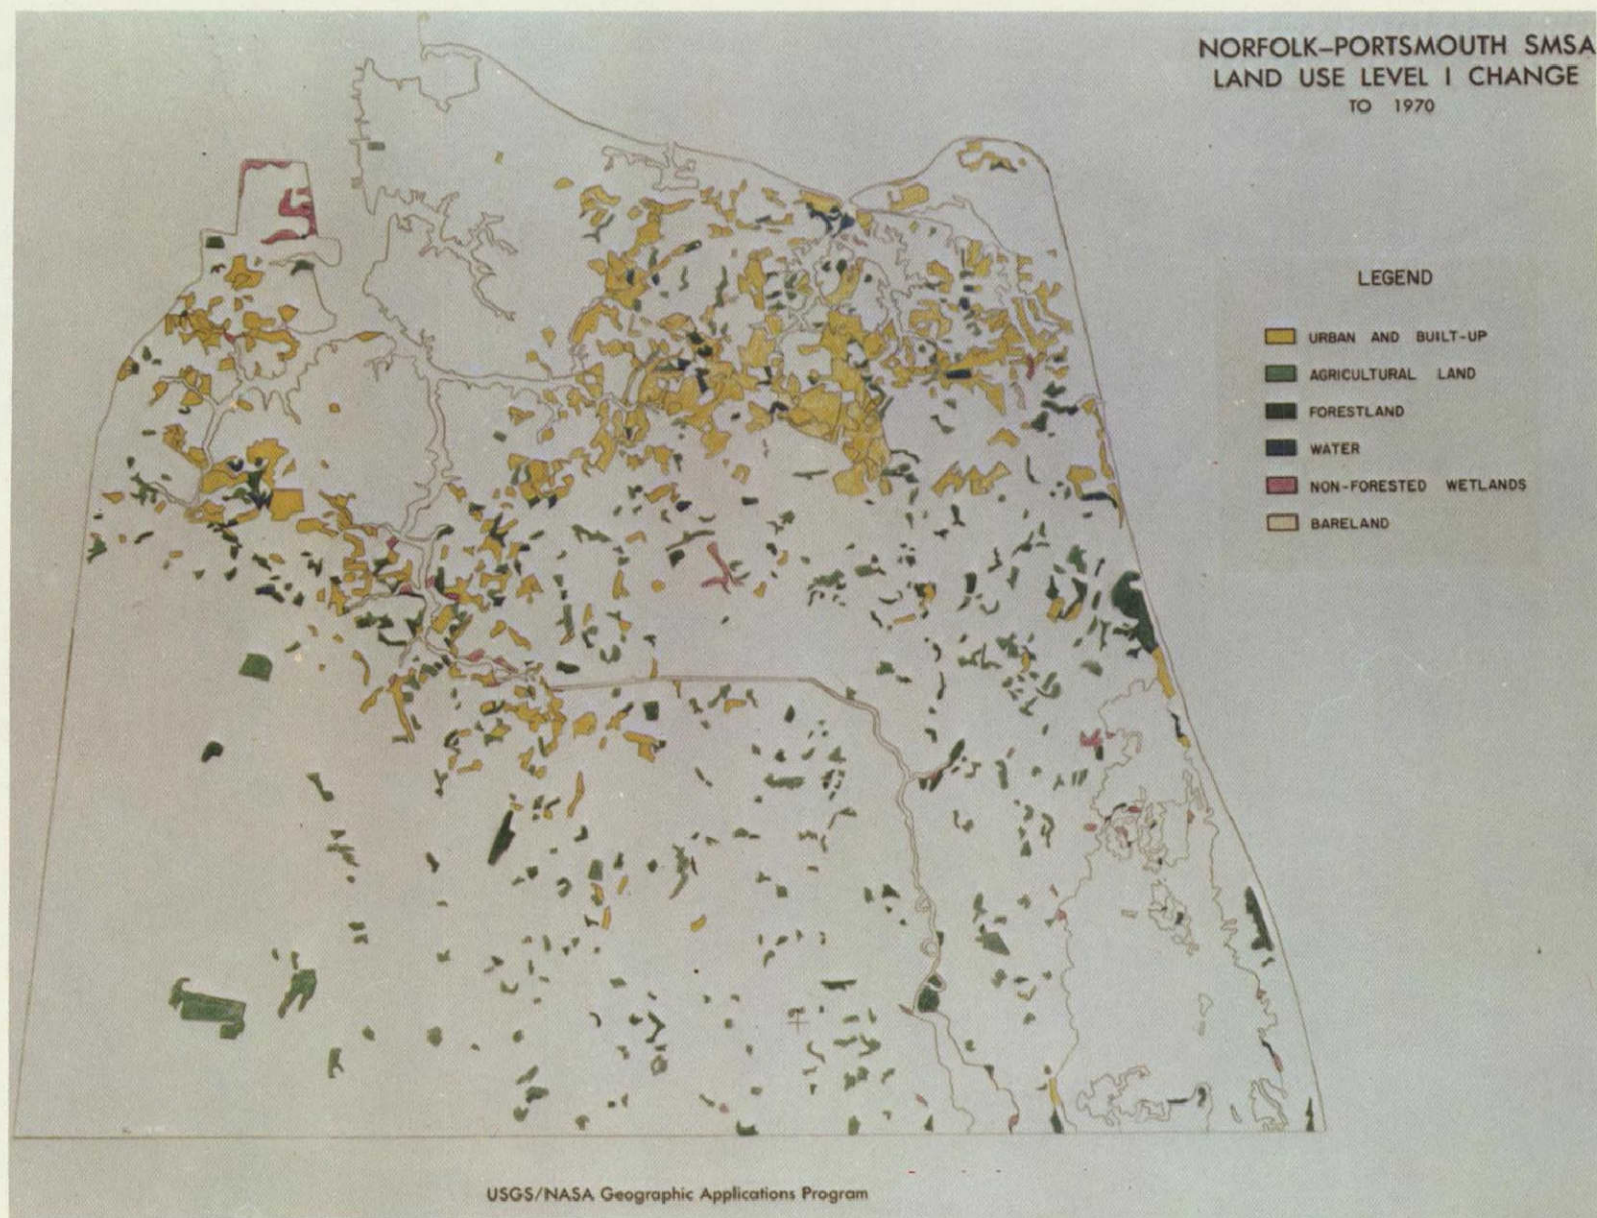 NORFOLK–PORTSMOUTH SMSA
LAND USE LEVEL I CHANGE
TO 1970
LEGEND
URBAN AND BUILT-UP
AGRICULTURAL LAND
FORESTLAND
WATER
NON-FORESTED WETLANDS
BARELAND
USGS/NASA Geographic Applications Program